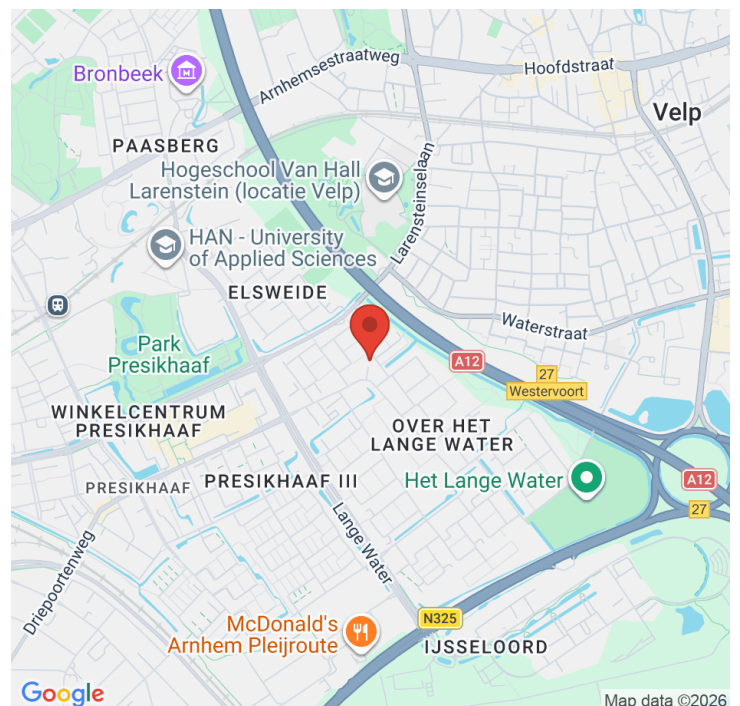 Bronbeek
Arnhemsestraatweg
Hoofdstraat
Velp
PAASBERG
Hogeschool Van Hall
Larenstein (locatie Velp)
Larensteinselaan
HAN - University
of Applied Sciences
ELSWEIDE
Waterstraat
Park
Presikhaaf
A12
27
Westervoort
WINKELCENTRUM
PRESIKHAAF
OVER HET
LANGE WATER
PRESIKHAAF III
PRESIKHAAF
Het Lange Water
A12
27
Lange Water
Driepoortenweg
McDonald's
Arnhem Pleijroute
N325
IJSSELOORD
Google
Map data ©2026